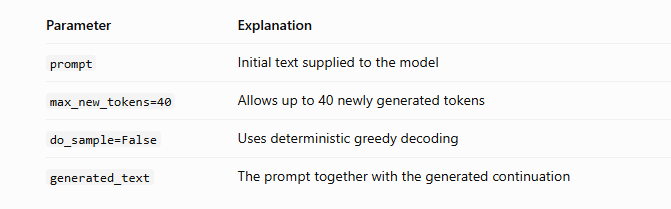 Parameter Explanation
prompt Initial text supplied to the model
max_new_tokens=40 Allows up to 40 newly generated tokens
do_sample=False Uses deterministic greedy decoding
generated_text The prompt together with the generated continuation